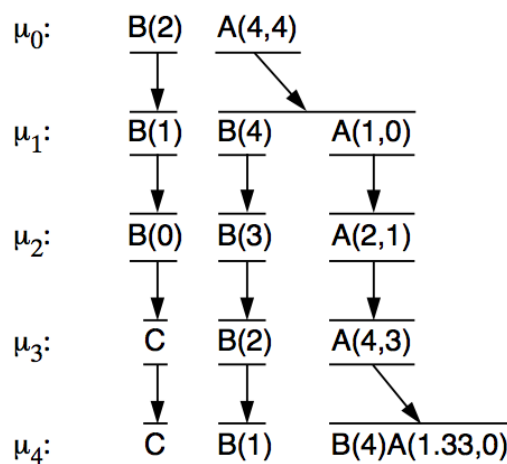 μ0: B(2) A(4,4)
μ1: B(1) B(4) A(1,0)
μ2: B(0) B(3) A(2,1)
μ3: C B(2) A(4,3)
μ4: C B(1) B(4)A(1.33,0)